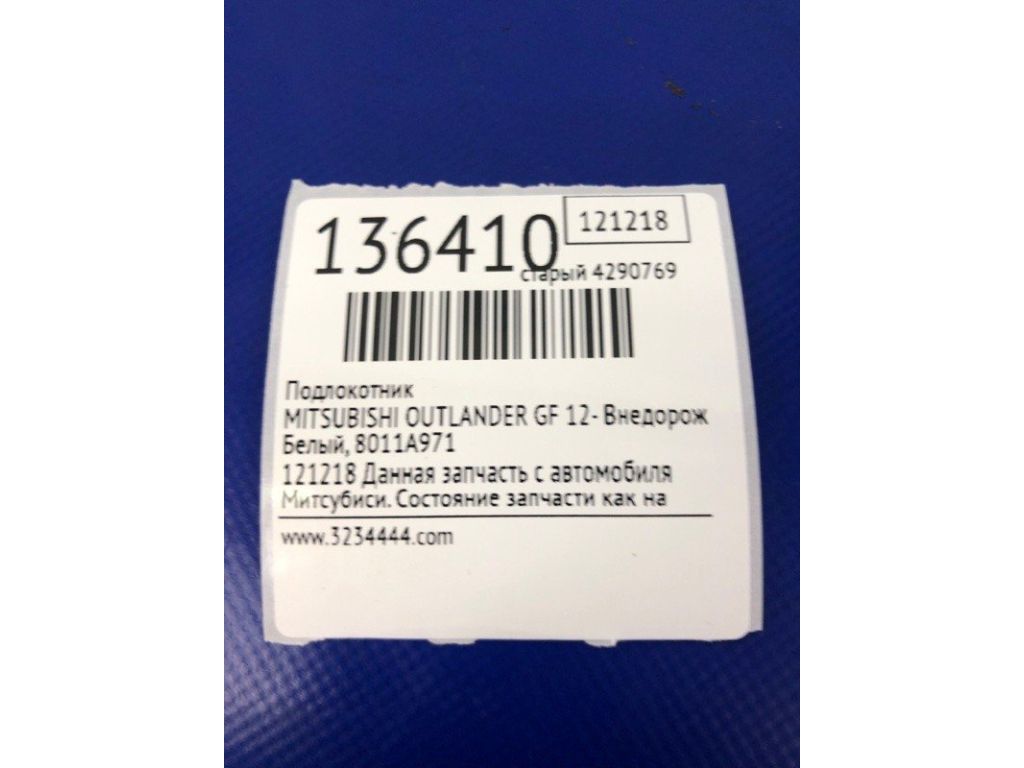 136410
121218
старый 4290769
Подлокотник
MITSUBISHI OUTLANDER GF 12- Внедорож
Белый, 8011A971
121218 Данная запчасть с автомобиля
Митсубиси. Состояние запчасти как на
www.3234444.com